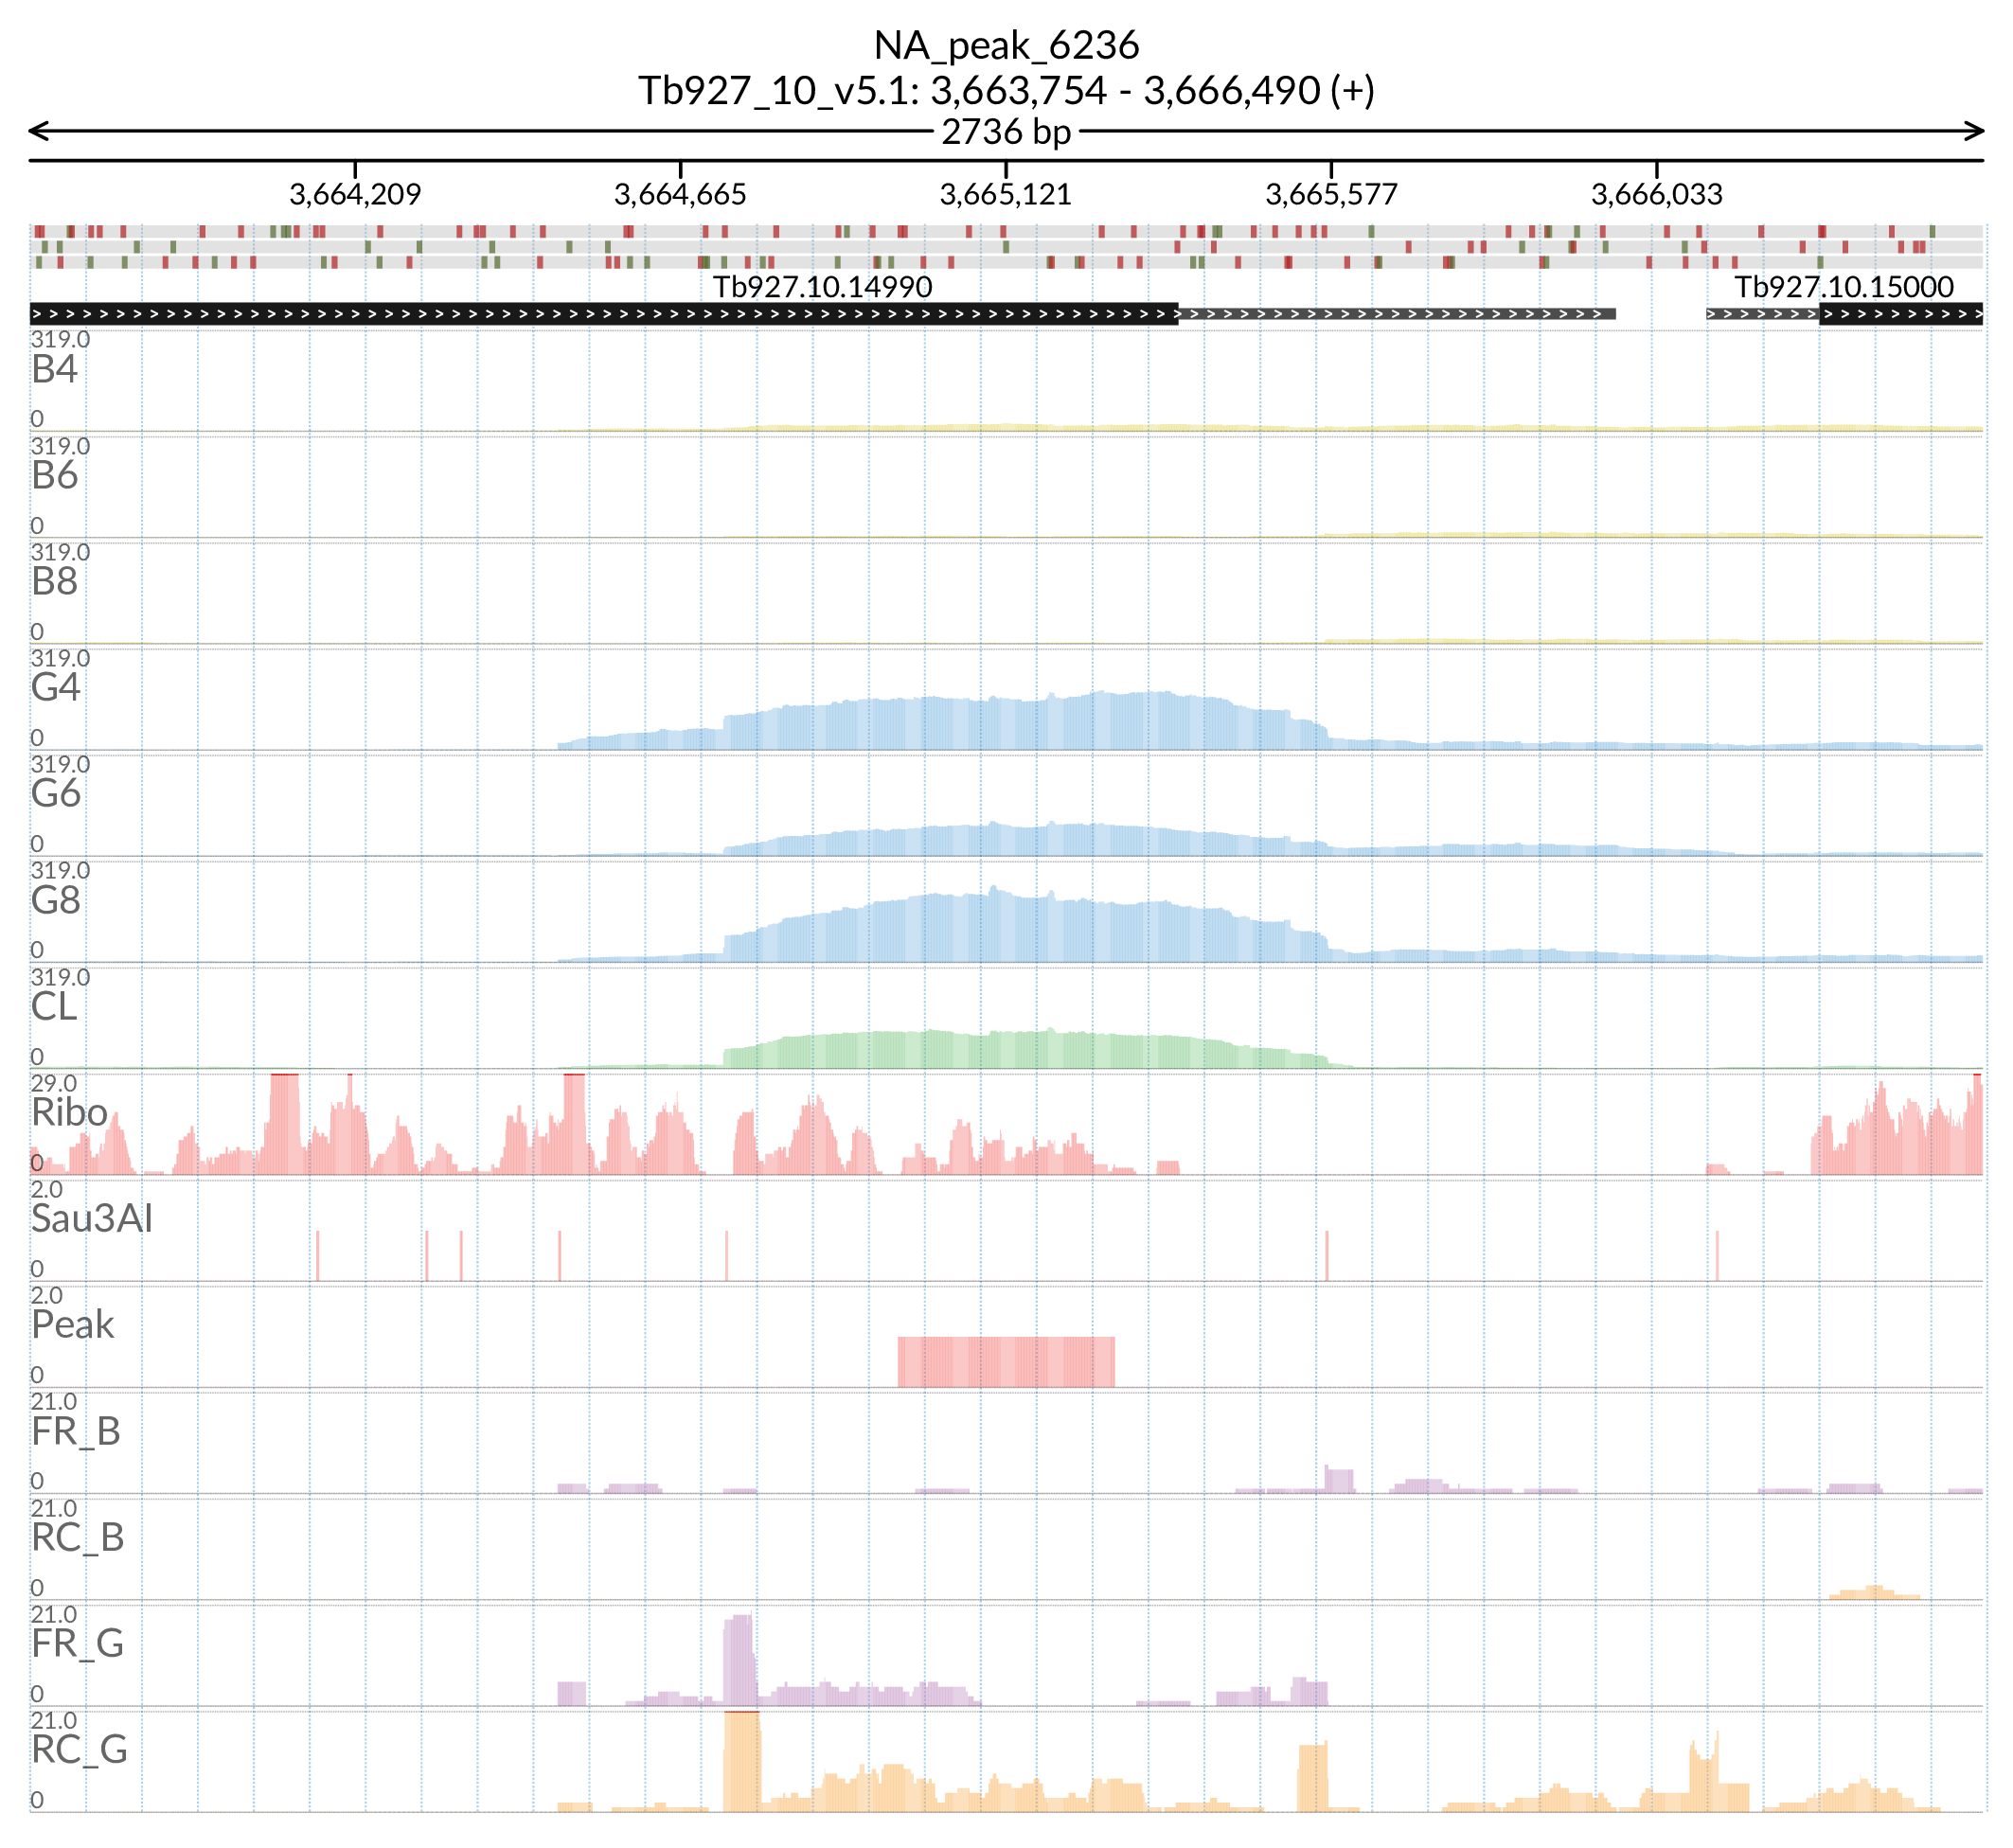 NA_peak_6236
Tb927_10_v5.1: 3,663,754 - 3,666,490 (+)
2736 bp
3,664,209 3,664,665 3,665,121 3,665,577 3,666,033
Tb927.10.14990 Tb927.10.15000
319.0
B4
0
319.0
B6
0
319.0
B8
0
319.0
G4
0
319.0
G6
0
319.0
G8
0
319.0
CL
0
29.0
Ribo
0
2.0
Sau3AI
0
2.0
Peak
0
21.0
FR_B
0
21.0
RC_B
0
21.0
FR_G
0
21.0
RC_G
0